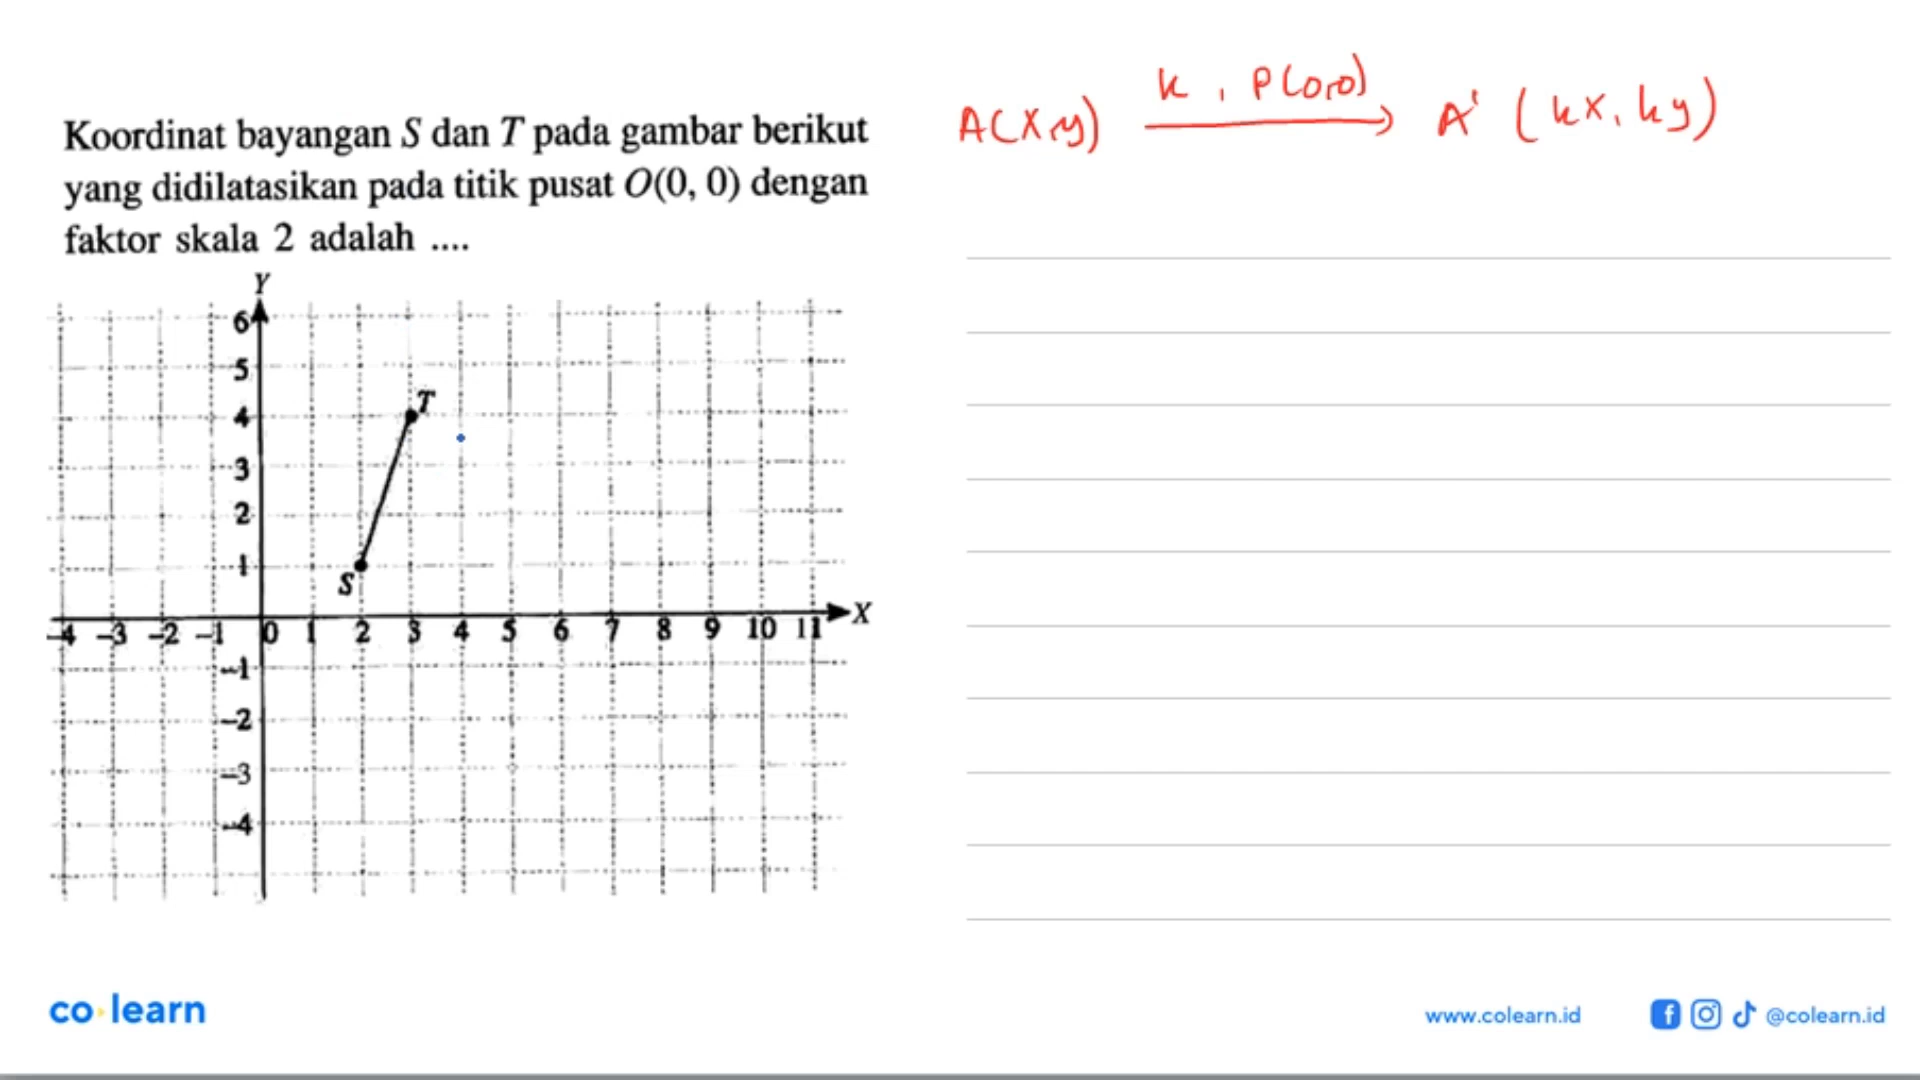 Koordinat bayangan S dan T pada gambar berikut
yang didilatasikan pada titik pusat O(0, 0) dengan
faktor skala 2 adalah ....
A(x,y) k , P(0,0) A' (kx, ky)
Y
6
5
T
4
3
2
1
S
-4 -3 -2 -1 0 1 2 3 4 5 6 7 8 9 10 11 X
-1
-2
-3
-4
co learn
www.colearn.id @colearn.id